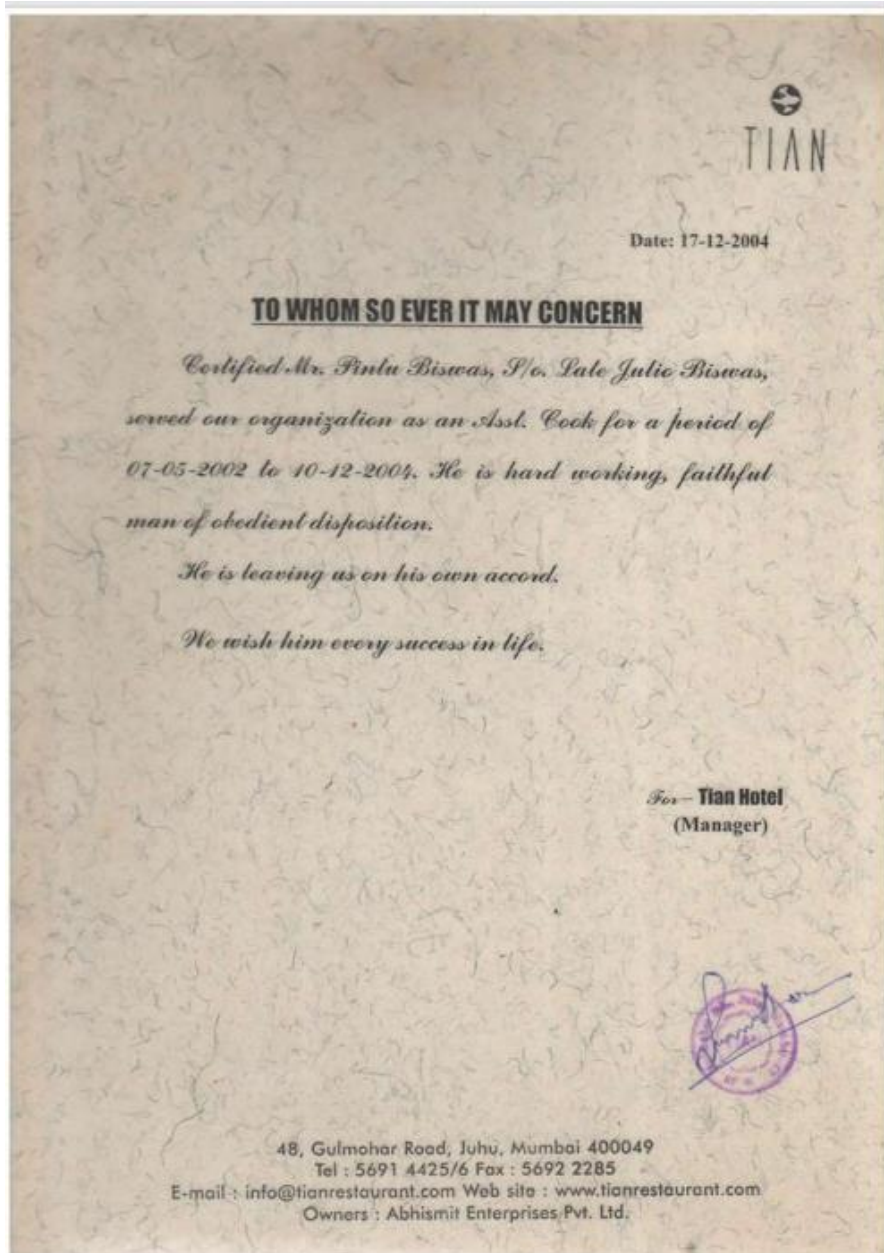 TIAN
Date: 17-12-2004
TO WHOM SO EVER IT MAY CONCERN
Certified Mr. Pintu Biswas, S/o. Late Julio Biswas,
served our organization as an Asst. Cook for a period of
07-05-2002 to 10-12-2004. He is hard working, faithful
man of obedient disposition.
He is leaving us on his own accord.
We wish him every success in life.
For – Tian Hotel
(Manager)
48, Gulmohar Road, Juhu, Mumbai 400049
Tel : 5691 4425/6 Fax : 5692 2285
E-mail : info@tianrestaurant.com Web site : www.tianrestaurant.com
Owners : Abhismit Enterprises Pvt. Ltd.